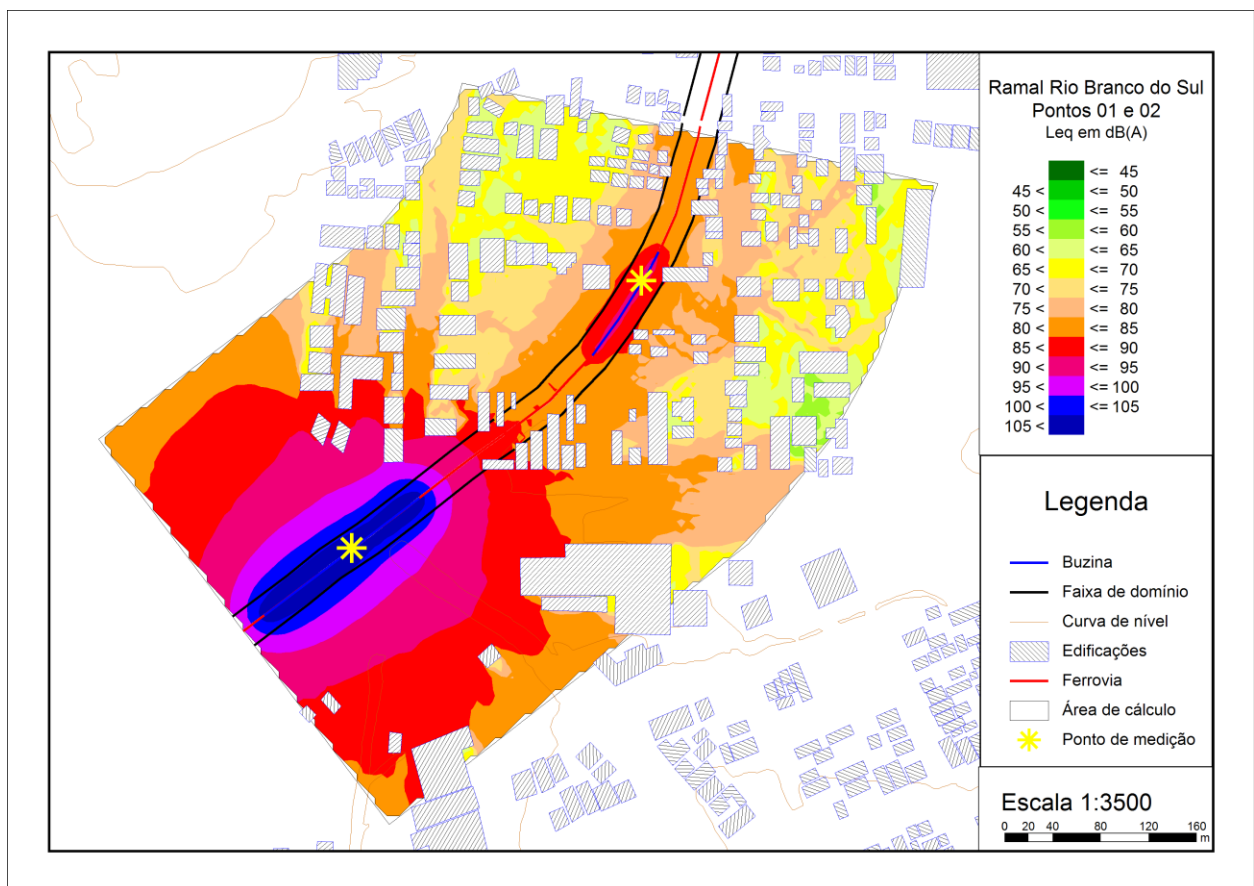 Ramal Rio Branco do Sul
Pontos 01 e 02
Leq em dB(A)
<= 45
45 < <= 50
50 < <= 55
55 < <= 60
60 < <= 65
65 < <= 70
70 < <= 75
75 < <= 80
80 < <= 85
85 < <= 90
90 < <= 95
95 < <= 100
100 < <= 105
105 <
Legenda
Buzina
Faixa de domínio
Curva de nível
Edificações
Ferrovia
Área de cálculo
Ponto de medição
Escala 1:3500
0 20 40 80 120 160
m